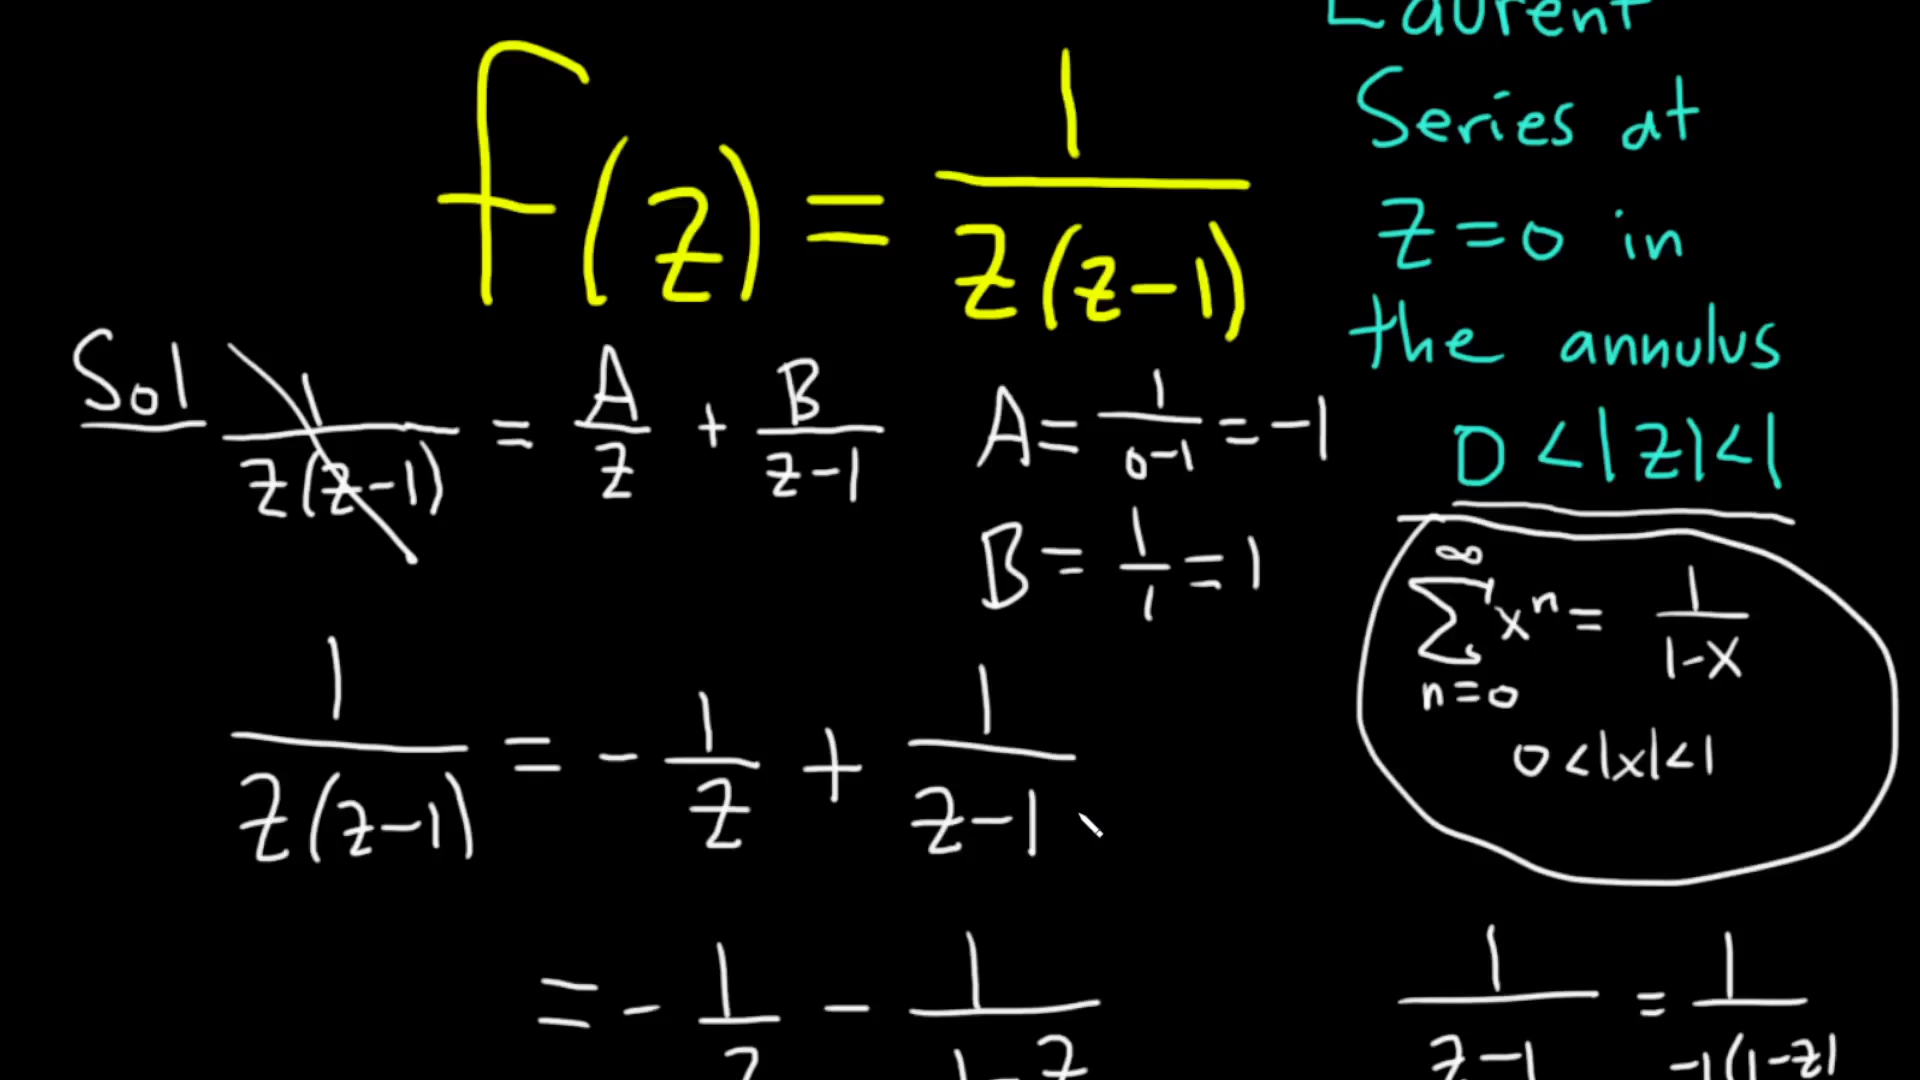 Laurent
Series at
z = 0 in
the annulus
0 < |z| < 1
f(z) = 1/(z(z-1))
Sol 1/(z(z-1)) = A/z + B/(z-1)
A = 1/(0-1) = -1
B = 1/1 = 1
∑_{n=0}^{∞} x^n = 1/(1-x)
0 < |x| < 1
1/(z(z-1)) = -1/z + 1/(z-1)
= -1/z - 1/(1-z)
1/(z-1) = 1/(-1(1-z)